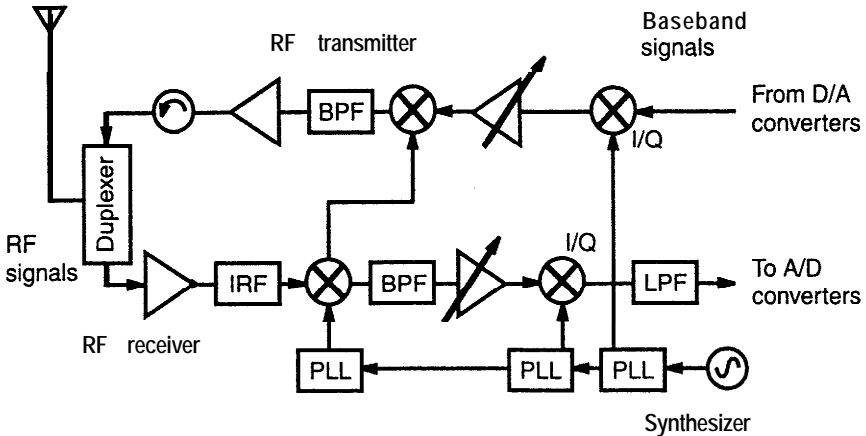 RF transmitter
Baseband
signals
BPF
From D/A
converters
I/Q
Duplexer
RF
signals
I/Q
IRF
BPF
LPF
To A/D
converters
RF receiver
PLL
PLL
PLL
Synthesizer